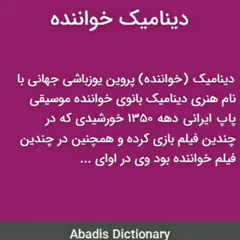 دینامیک خواننده
دینامیک (خواننده) پروین یوزباشی جهانی با
نام هنری دینامیک بانوی خواننده موسیقی
پاپ ایرانی دهه ۱۳۵۰ خورشیدی که در
چندین فیلم بازی کرده و همچنین در چندین
فیلم خواننده بود وی در اوای ...
Abadis Dictionary